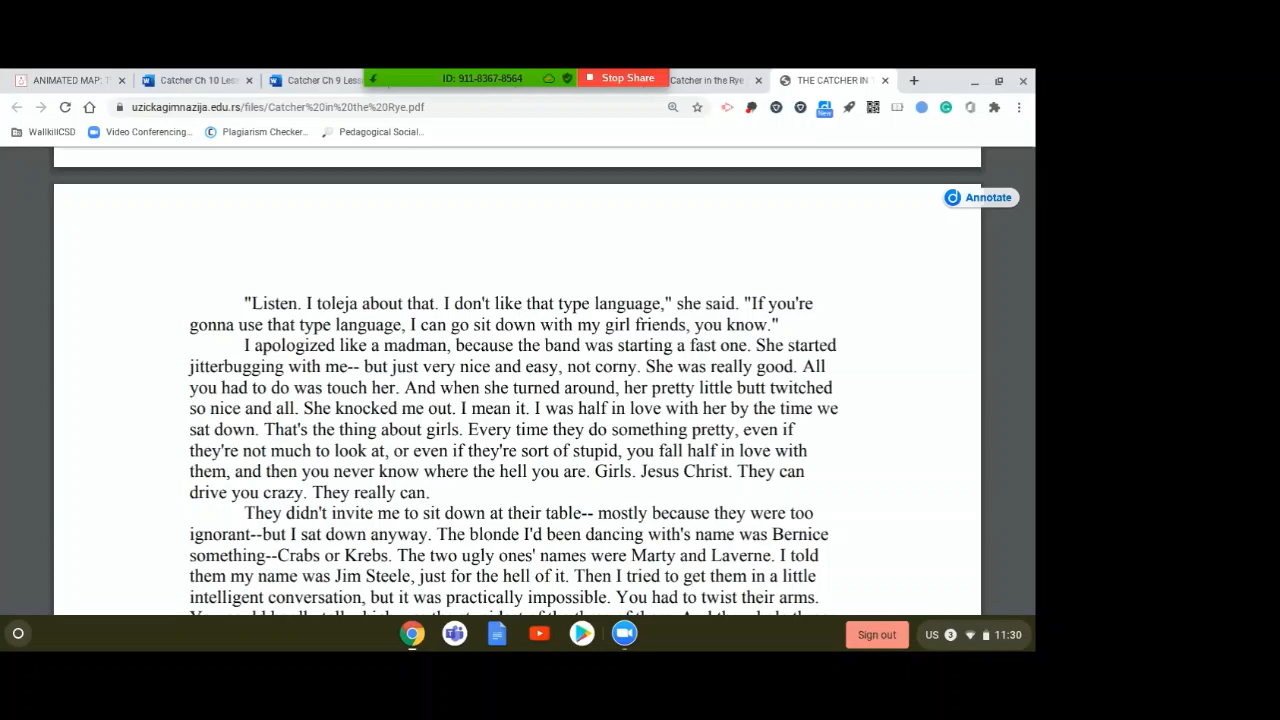 ANIMATED MAP: T
Catcher Ch 10 Less
Catcher Ch 9 Less
ID: 911-8367-8564
Stop Share
Catcher in the Rye
THE CATCHER IN T
uzickagimnazija.edu.rs/files/Catcher%20in%20the%20Rye.pdf
New
WallkillCSD
Video Conferencing...
Plagiarism Checker...
Pedagogical Social...
Annotate
"Listen. I toleja about that. I don't like that type language," she said. "If you're
gonna use that type language, I can go sit down with my girl friends, you know."
I apologized like a madman, because the band was starting a fast one. She started
jitterbugging with me-- but just very nice and easy, not corny. She was really good. All
you had to do was touch her. And when she turned around, her pretty little butt twitched
so nice and all. She knocked me out. I mean it. I was half in love with her by the time we
sat down. That's the thing about girls. Every time they do something pretty, even if
they're not much to look at, or even if they're sort of stupid, you fall half in love with
them, and then you never know where the hell you are. Girls. Jesus Christ. They can
drive you crazy. They really can.
They didn't invite me to sit down at their table-- mostly because they were too
ignorant--but I sat down anyway. The blonde I'd been dancing with's name was Bernice
something--Crabs or Krebs. The two ugly ones' names were Marty and Laverne. I told
them my name was Jim Steele, just for the hell of it. Then I tried to get them in a little
intelligent conversation, but it was practically impossible. You had to twist their arms.
Sign out
US 3 11:30